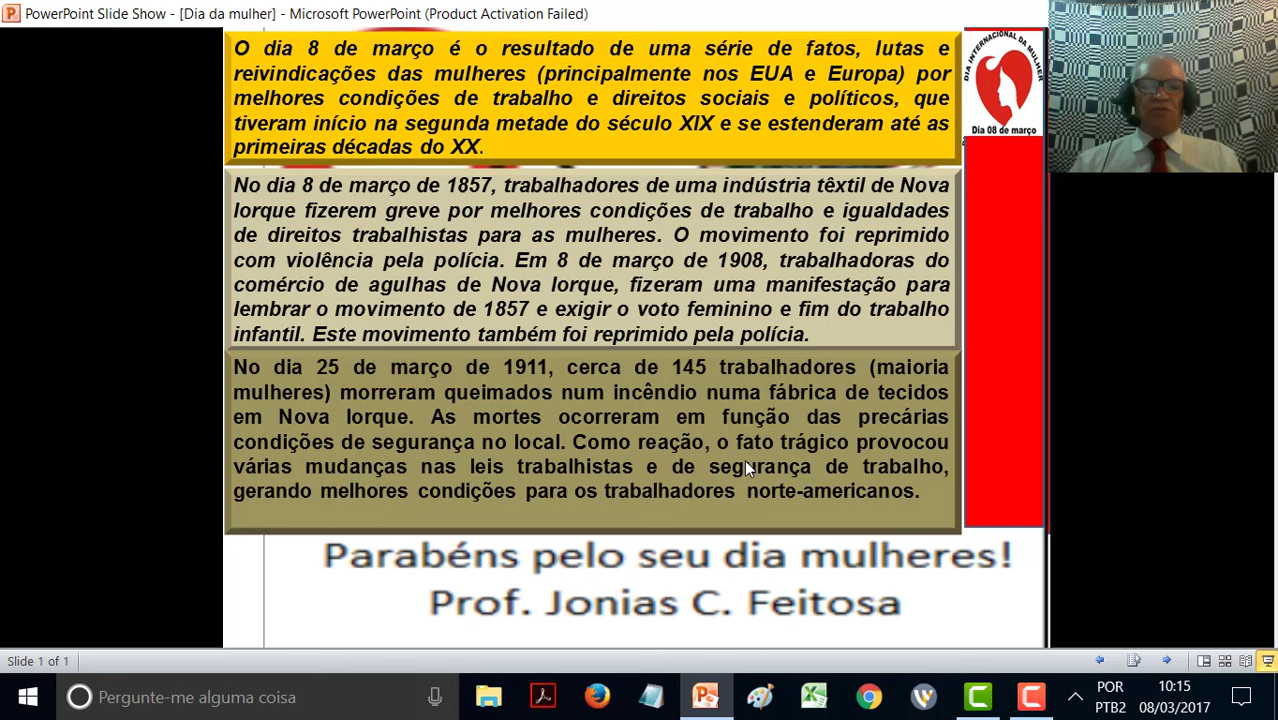 PowerPoint Slide Show - [Dia da mulher] - Microsoft PowerPoint (Product Activation Failed)
O dia 8 de março é o resultado de uma série de fatos, lutas e
reivindicações das mulheres (principalmente nos EUA e Europa) por
melhores condições de trabalho e direitos sociais e políticos, que
tiveram início na segunda metade do século XIX e se estenderam até as
primeiras décadas do XX.
DIA INTERNACIONAL DA MULHER
Dia 08 de março
No dia 8 de março de 1857, trabalhadores de uma indústria têxtil de Nova
Iorque fizerem greve por melhores condições de trabalho e igualdades
de direitos trabalhistas para as mulheres. O movimento foi reprimido
com violência pela polícia. Em 8 de março de 1908, trabalhadoras do
comércio de agulhas de Nova Iorque, fizeram uma manifestação para
lembrar o movimento de 1857 e exigir o voto feminino e fim do trabalho
infantil. Este movimento também foi reprimido pela polícia.
No dia 25 de março de 1911, cerca de 145 trabalhadores (maioria
mulheres) morreram queimados num incêndio numa fábrica de tecidos
em Nova Iorque. As mortes ocorreram em função das precárias
condições de segurança no local. Como reação, o fato trágico provocou
várias mudanças nas leis trabalhistas e de segurança de trabalho,
gerando melhores condições para os trabalhadores norte-americanos.
Parabéns pelo seu dia mulheres!
Prof. Jonias C. Feitosa
Slide 1 of 1
Pergunte-me alguma coisa
POR
PTB2
10:15
08/03/2017